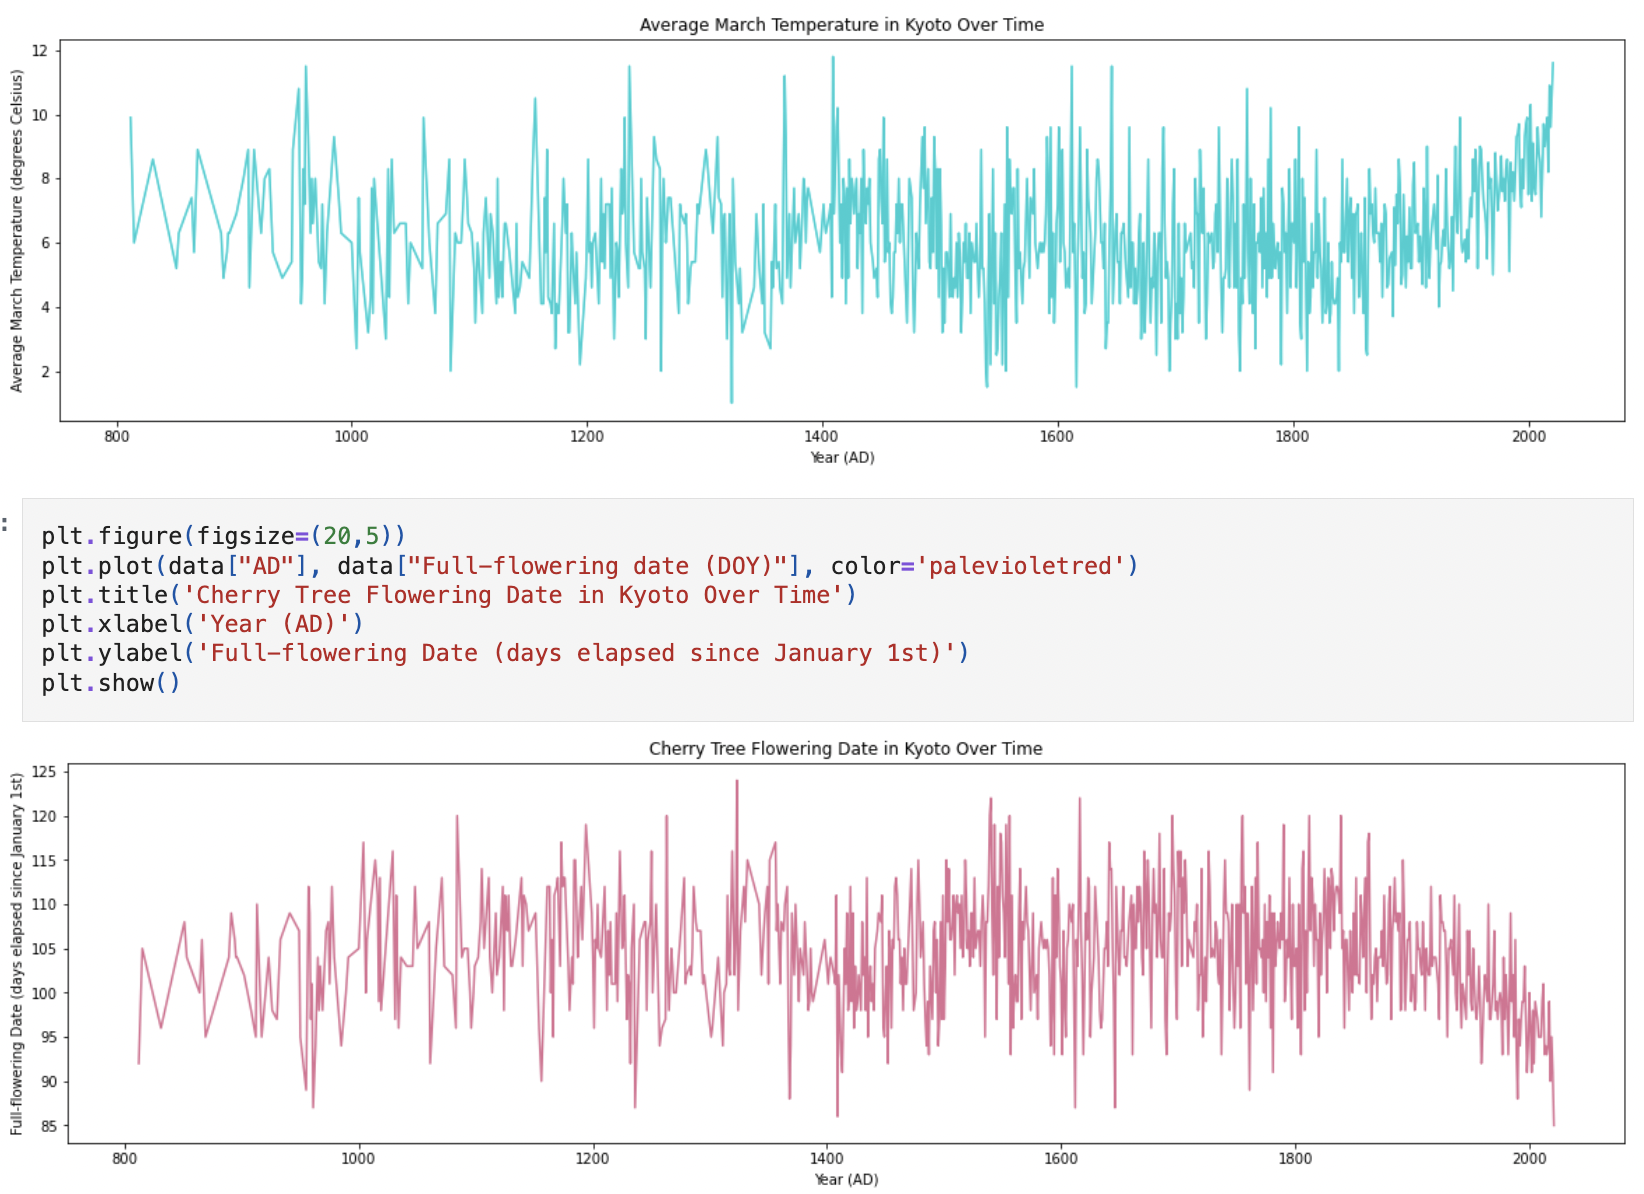 Average March Temperature in Kyoto Over Time
Average March Temperature (degrees Celsius)
12
10
8
6
4
2
800 1000 1200 1400 1600 1800 2000
Year (AD)
:
plt.figure(figsize=(20,5))
plt.plot(data["AD"], data["Full-flowering date (DOY)"], color='palevioletred')
plt.title('Cherry Tree Flowering Date in Kyoto Over Time')
plt.xlabel('Year (AD)')
plt.ylabel('Full-flowering Date (days elapsed since January 1st)')
plt.show()
Cherry Tree Flowering Date in Kyoto Over Time
Full-flowering Date (days elapsed since January 1st)
125
120
115
110
105
100
95
90
85
800 1000 1200 1400 1600 1800 2000
Year (AD)